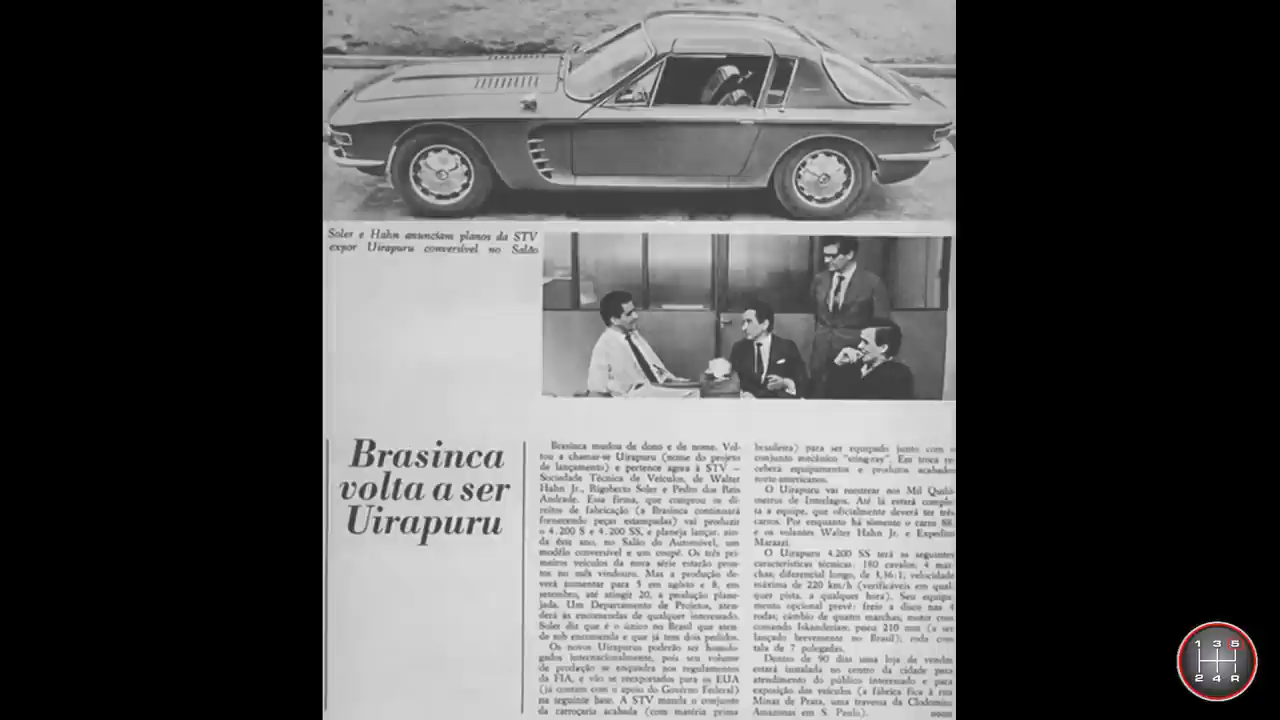 Soler e Hahn anunciam planos da STV
expor Uirapuru conversível no Salão
Brasinca
volta a ser
Uirapuru
Brasinca mudou de dono e de nome. Vol-
tou a chamar-se Uirapuru (nome do projeto
de lançamento) e pertence agora à STV —
Sociedade Técnica de Veículos, de Walter
Hahn Jr., Rigoberto Soler e Pedro dos Reis
Andrade. Essa firma, que comprou os di-
reitos de fabricação (a Brasinca continuará
fornecendo peças estampadas) vai produzir
o 4.200 S e 4.200 SS, e planeja lançar, ain-
da êste ano, no Salão do Automóvel, um
modêlo conversível e um coupé. Os três pri-
meiros veículos da nova série estarão pron-
tos no mês vindouro. Mas a produção de-
verá aumentar para 5 em agôsto e 8, em
setembro, até atingir 20, a produção plane-
jada. Um Departamento de Projetos, aten-
derá às encomendas de qualquer interessado.
Soler diz que é o único no Brasil que aten-
de sob encomenda e que já tem dois pedidos.
Os novos Uirapurus poderão ser homolo-
gados internacionalmente, pois seu volume
de produção se enquadra nos regulamentos
da FIA, e vão se reexportados para os EUA
(já contam com o apoio do Govêrno Federal)
na seguinte base. A STV manda o conjunto
da carroçaria acabada (com matéria prima
brasileira) para ser equipado junto com o
conjunto mecânico "sting-ray". Em troca re-
ceberá equipamentos e produtos acabados
norte-americanos.
O Uirapuru vai reestrear nos Mil Quilô-
metros de Interlagos. Até lá estará comple-
ta a equipe, que oficialmente deverá ter três
carros. Por enquanto há sòmente o carro 88
e os volantes Walter Hahn Jr. e Expedito
Marazzi.
O Uirapuru 4.200 SS terá as seguintes
características técnicas: 180 cavalos; 4 mar-
chas; diferencial longo, de 3,36:1; velocidade
máxima de 220 km/h (verificáveis em qual-
quer pista, a qualquer hora). Seu equipa-
mento opcional prevê: freio a disco nas 4
rodas; câmbio de quatro marchas; motor com
comando Iskanderian; pneu 210 mm (a ser
lançado brevemente no Brasil); roda com
tala de 7 polegadas.
Dentro de 90 dias uma loja de vendas
estará instalada no centro da cidade para
atendimento do público interessado e para
exposição dos veículos (a fábrica fica à rua
Minas de Prata, uma travessa da Clodomiro
Amazonas em S. Paulo).
1 3 5
2 4 R